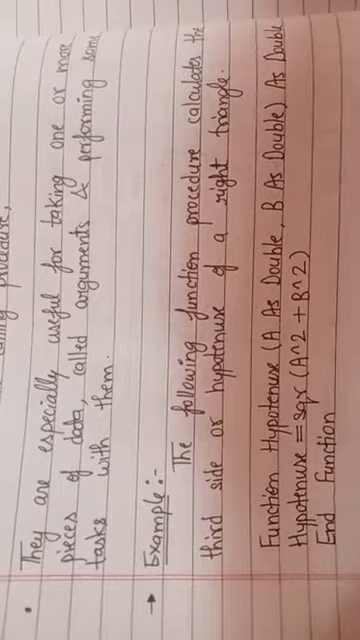 procedure,
They are especially useful for taking one or more
pieces of data, called arguments & performing some
tasks with them.
→ Example:-
The following function procedure calculates the
third side or hypotenuse of a right triangle.
Function Hypotenuse (A As Double, B As Double) As Double
Hypotenuse = sqr (A^2 + B^2)
End Function